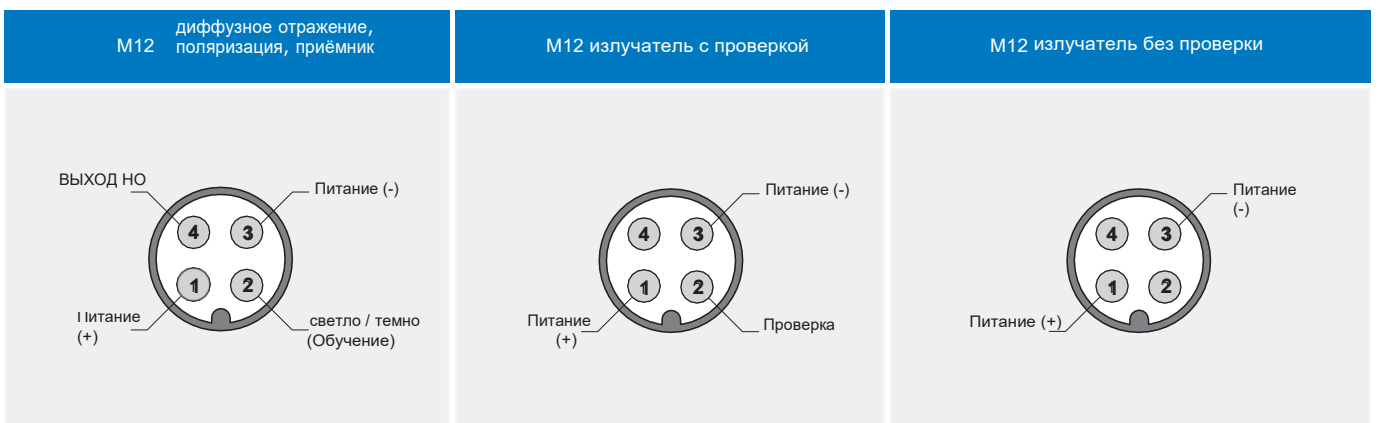 диффузное отражение,
M12 поляризация, приёмник
M12 излучатель с проверкой
M12 излучатель без проверки
ВЫХОД НО
Питание (-)
4
3
1
2
Питание
(+)
светло / темно
(Обучение)
Питание (-)
4
3
1
2
Питание
(+)
Проверка
Питание
(-)
4
3
1
2
Питание (+)